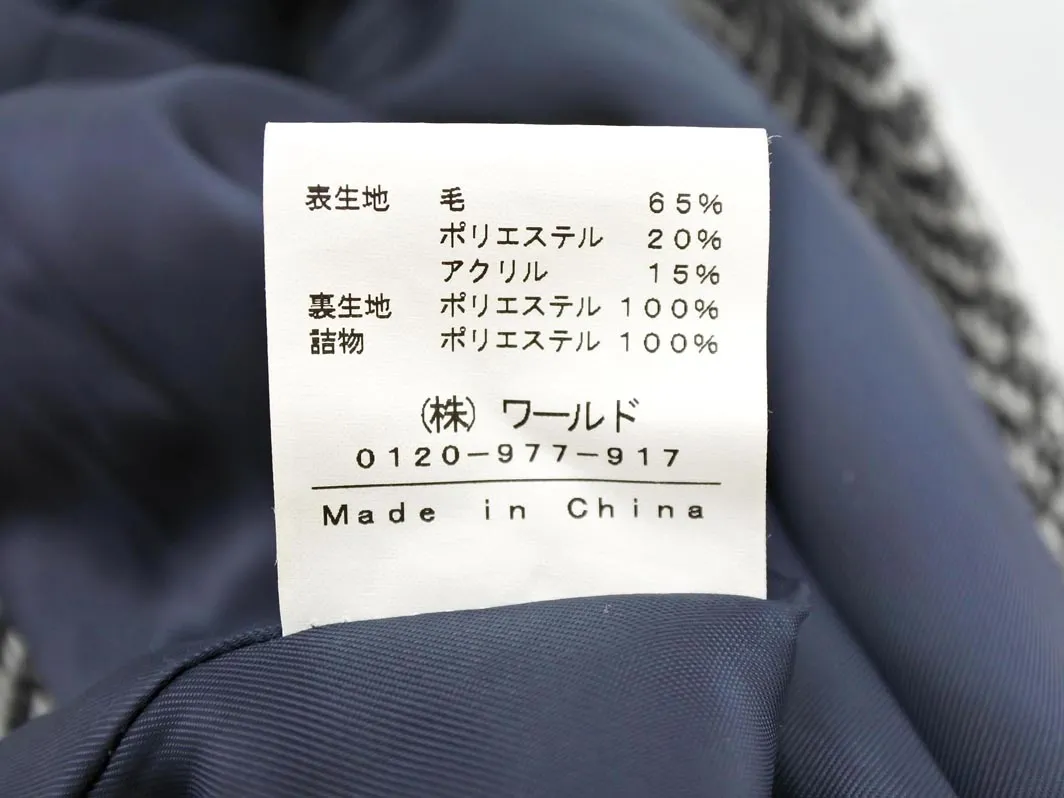 表生地 毛 65%
ポリエステル 20%
アクリル 15%
裏生地 ポリエステル 100%
詰物 ポリエステル 100%
(株) ワールド
0120-977-917
Made in China